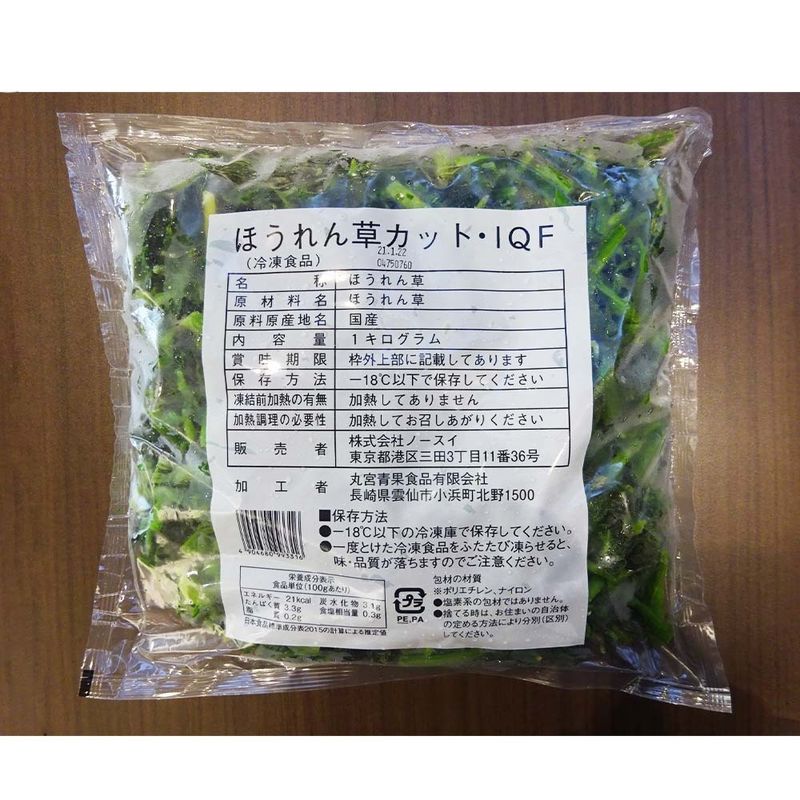 ほうれん草カット・IQF
21.1.22
(冷凍食品)
04750760
名称 ほうれん草
原材料名 ほうれん草
原料原産地名 国産
内容量 1キログラム
賞味期限 枠外上部に記載してあります
保存方法 −18℃以下で保存してください
凍結前加熱の有無 加熱してありません
加熱調理の必要性 加熱してお召しあがりください
販売者 株式会社ノースイ
東京都港区三田3丁目11番36号
加工者 丸宮青果食品有限会社
長崎県雲仙市小浜町北野1500
■保存方法
●−18℃以下の冷凍庫で保存してください。
●一度とけた冷凍食品をふたたび凍らせると、
味・品質が落ちますのでご注意ください。
4904680993836
栄養成分表示
食品単位(100gあたり)
エネルギー 21kcal 炭水化物 3.1g
たんぱく質 3.3g 食塩相当量 0.3g
脂質 0.2g
日本食品標準成分表2015の計算による推定値
プラ
PE,PA
包材の材質
※ポリエチレン、ナイロン
●塩素系の包材ではありません。
●捨てる時は、お住まいの自治体
の定める方法により分別(区別)
してください。